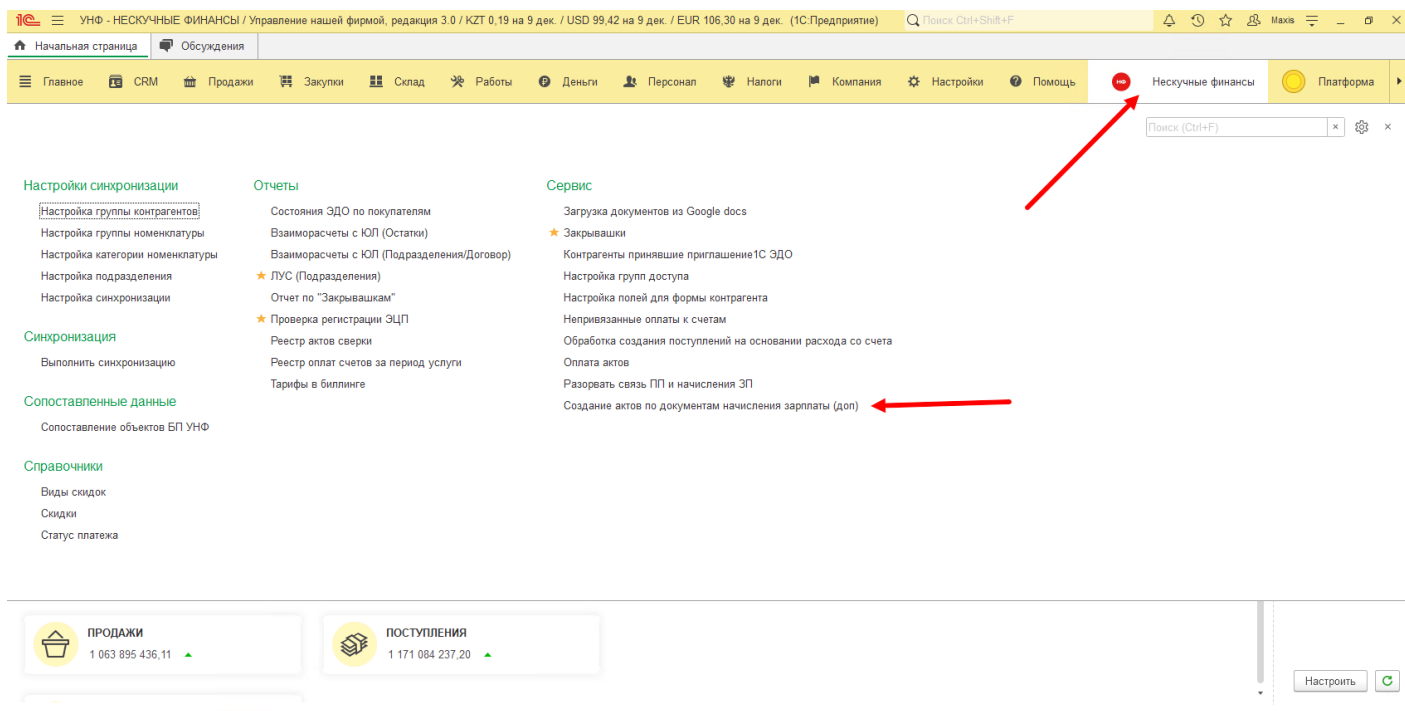 1С УНФ - НЕСКУЧНЫЕ ФИНАНСЫ / Управление нашей фирмой, редакция 3.0 / KZT 0,19 на 9 дек. / USD 99,42 на 9 дек. / EUR 106,30 на 9 дек. (1С:Предприятие) Поиск Ctrl+Shift+F Maxis
Начальная страница Обсуждения
Главное CRM Продажи Закупки Склад Работы Деньги Персонал Налоги Компания Настройки Помощь НФ Нескучные финансы Платформа
Поиск (Ctrl+F)
Настройки синхронизации
Настройка группы контрагентов
Настройка группы номенклатуры
Настройка категории номенклатуры
Настройка подразделения
Настройка синхронизации
Синхронизация
Выполнить синхронизацию
Сопоставленные данные
Сопоставление объектов БП УНФ
Справочники
Виды скидок
Скидки
Статус платежа
Отчеты
Состояния ЭДО по покупателям
Взаиморасчеты с ЮЛ (Остатки)
Взаиморасчеты с ЮЛ (Подразделения/Договор)
ЛУС (Подразделения)
Отчет по "Закрывашкам"
Проверка регистрации ЭЦП
Реестр актов сверки
Реестр оплат счетов за период услуги
Тарифы в биллинге
Сервис
Загрузка документов из Google docs
Закрывашки
Контрагенты принявшие приглашение1С ЭДО
Настройка групп доступа
Настройка полей для формы контрагента
Непривязанные оплаты к счетам
Обработка создания поступлений на основании расхода со счета
Оплата актов
Разорвать связь ПП и начисления ЗП
Создание актов по документам начисления зарплаты (доп)
ПРОДАЖИ
1 063 895 436,11
ПОСТУПЛЕНИЯ
1 171 084 237,20
Настроить